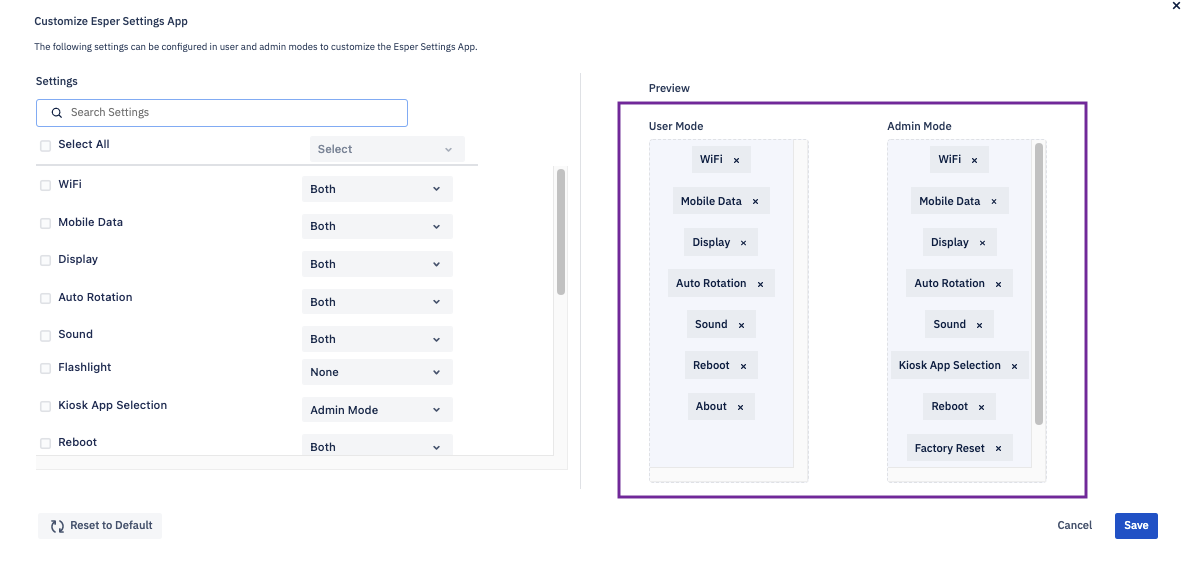 Customize Esper Settings App
The following settings can be configured in user and admin modes to customize the Esper Settings App.
Settings
Search Settings
Select All
Select
WiFi
Both
Mobile Data
Both
Display
Both
Auto Rotation
Both
Sound
Both
Flashlight
None
Kiosk App Selection
Admin Mode
Reboot
Both
Reset to Default
Preview
User Mode
WiFi ×
Mobile Data ×
Display ×
Auto Rotation ×
Sound ×
Reboot ×
About ×
Admin Mode
WiFi ×
Mobile Data ×
Display ×
Auto Rotation ×
Sound ×
Kiosk App Selection ×
Reboot ×
Factory Reset ×
Cancel
Save